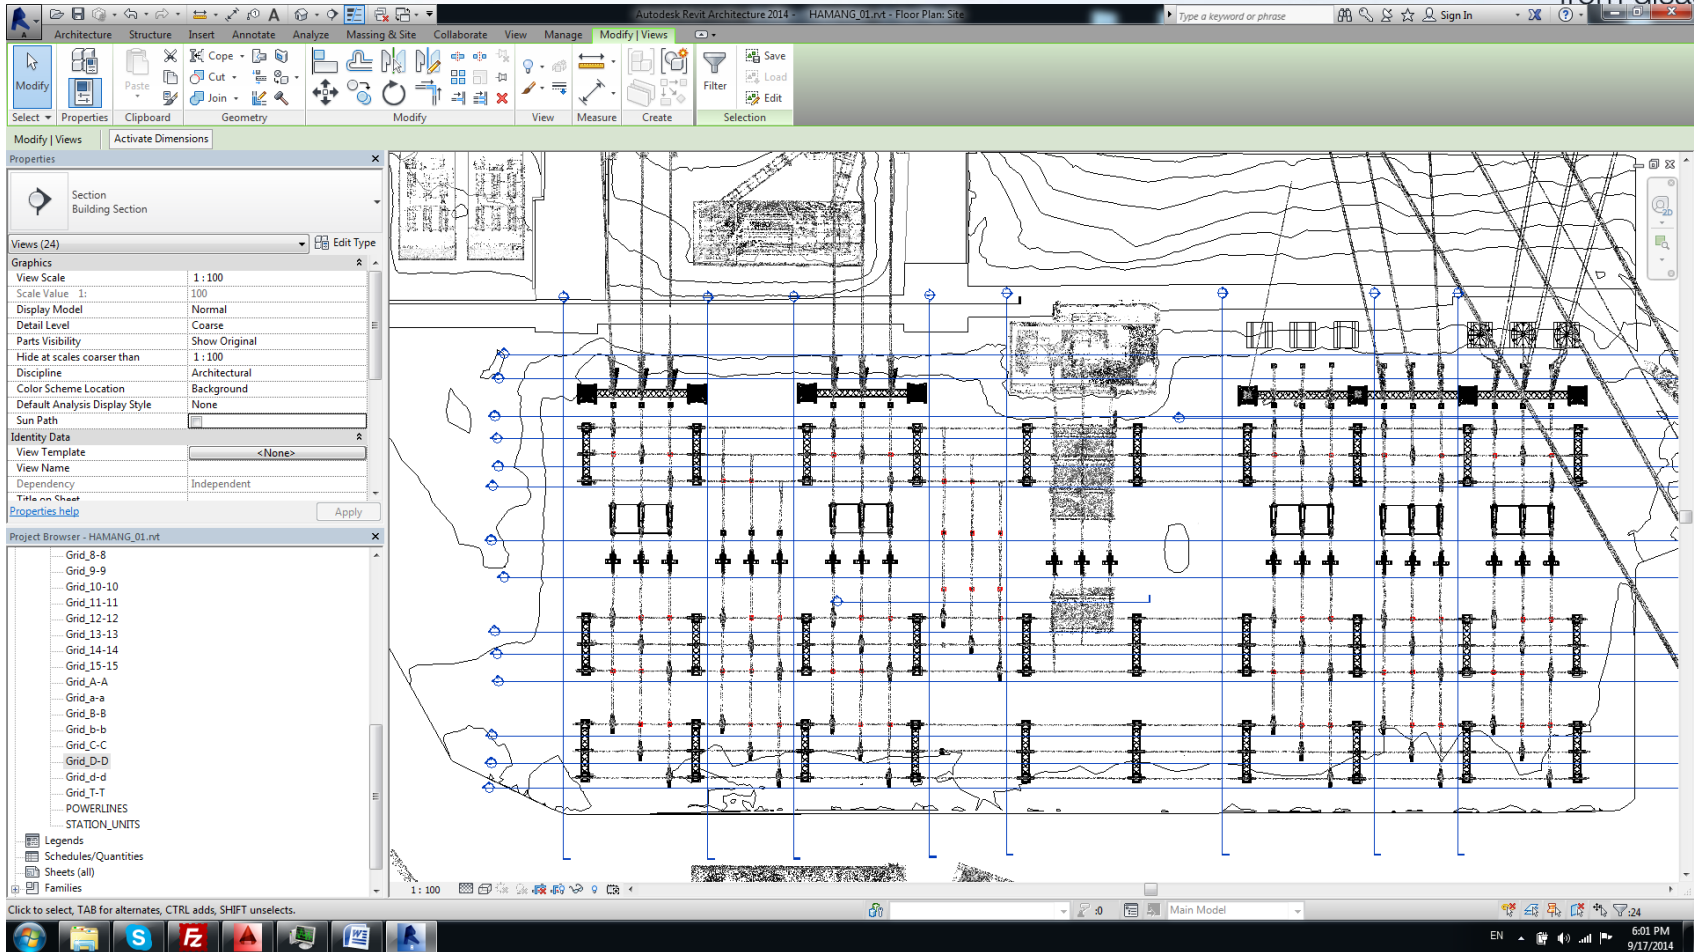 Autodesk Revit Architecture 2014 - HAMANG_01.rvt - Floor Plan: Site
Type a keyword or phrase
Sign In
Architecture Structure Insert Annotate Analyze Massing & Site Collaborate View Manage Modify | Views
Modify
Paste
Cope
Cut
Join
Filter
Save
Load
Edit
Select Properties Clipboard Geometry Modify View Measure Create Selection
Modify | Views Activate Dimensions
Properties
Section
Building Section
Views (24) Edit Type
Graphics
View Scale 1 : 100
Scale Value 1: 100
Display Model Normal
Detail Level Coarse
Parts Visibility Show Original
Hide at scales coarser than 1 : 100
Discipline Architectural
Color Scheme Location Background
Default Analysis Display Style None
Sun Path
Identity Data
View Template <None>
View Name
Dependency Independent
Title on Sheet
Properties help Apply
Project Browser - HAMANG_01.rvt
Grid_8-8
Grid_9-9
Grid_10-10
Grid_11-11
Grid_12-12
Grid_13-13
Grid_14-14
Grid_15-15
Grid_A-A
Grid_a-a
Grid_B-B
Grid_b-b
Grid_C-C
Grid_D-D
Grid_d-d
Grid_T-T
POWERLINES
STATION_UNITS
Legends
Schedules/Quantities
Sheets (all)
Families
1 : 100
Click to select, TAB for alternates, CTRL adds, SHIFT unselects.
:0
Main Model
:24
EN
6:01 PM
9/17/2014